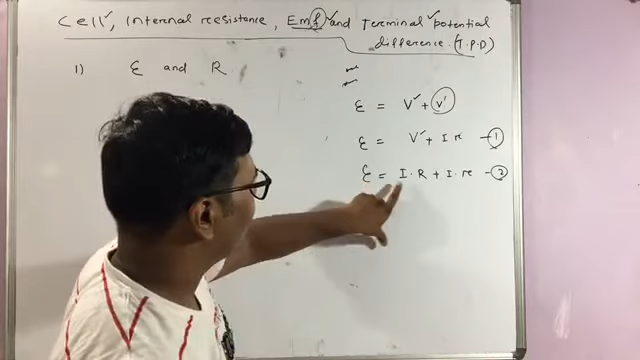 Cell, internal resistance, Emf and Terminal potential
difference. (T.P.D)
1) ε and R
ε = V + V'
ε = V + I r —①
ε = I · R + I · r —②